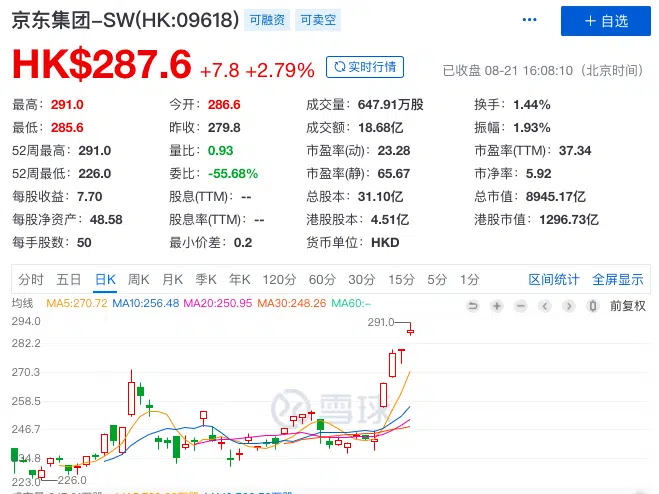 京东集团-SW(HK:09618) 可融资 可卖空 ··· + 自选
HK$287.6 +7.8 +2.79% 实时行情 已收盘 08-21 16:08:10（北京时间）
最高：291.0 今开：286.6 成交量：647.91万股 换手：1.44%
最低：285.6 昨收：279.8 成交额：18.68亿 振幅：1.93%
52周最高：291.0 量比：0.93 市盈率(动)：23.28 市盈率(TTM)：37.34
52周最低：226.0 委比：-55.68% 市盈率(静)：65.67 市净率：5.92
每股收益：7.70 股息(TTM)：-- 总股本：31.10亿 总市值：8945.17亿
每股净资产：48.58 股息率(TTM)：-- 港股股本：4.51亿 港股市值：1296.73亿
每手股数：50 最小价差：0.2 货币单位：HKD
分时 五日 日K 周K 月K 季K 年K 120分 60分 30分 15分 5分 1分 区间统计 全屏显示
均线 MA5:270.72 MA10:256.48 MA20:250.95 MA30:248.26 MA60:- 前复权
294.0
291.0
282.2
270.3
258.5
雪球
246.7
234.8
226.0
223.0